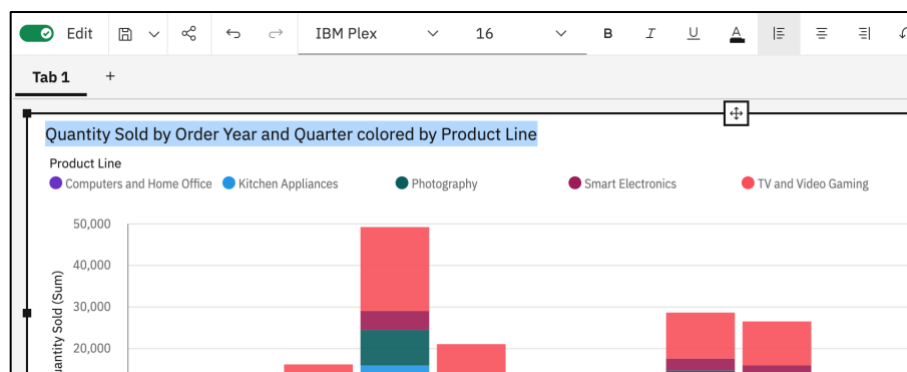 Edit IBM Plex 16 B I U A
Tab 1 +
Quantity Sold by Order Year and Quarter colored by Product Line
Product Line
Computers and Home Office Kitchen Appliances Photography Smart Electronics TV and Video Gaming
50,000
40,000
30,000
20,000
Quantity Sold (Sum)